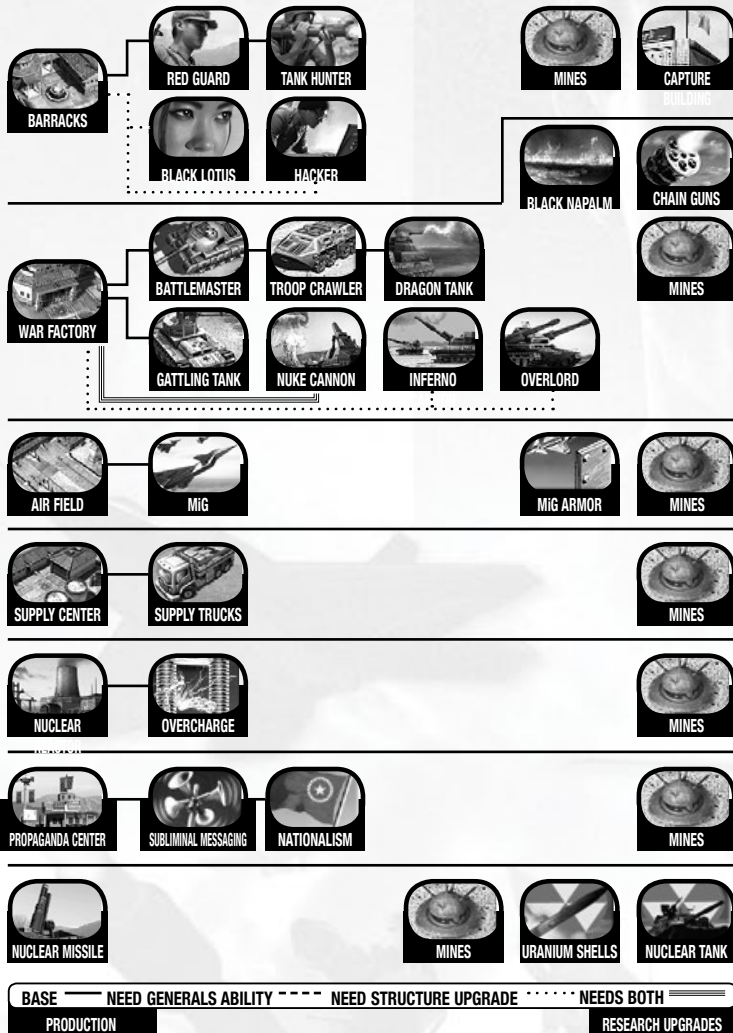 RED GUARD
TANK HUNTER
MINES
CAPTURE
BUILDING
BARRACKS
BLACK LOTUS
HACKER
BLACK NAPALM
CHAIN GUNS
BATTLEMASTER
TROOP CRAWLER
DRAGON TANK
MINES
WAR FACTORY
GATTLING TANK
NUKE CANNON
INFERNO
OVERLORD
AIR FIELD
MiG
MiG ARMOR
MINES
SUPPLY CENTER
SUPPLY TRUCKS
MINES
NUCLEAR
REACTOR
OVERCHARGE
MINES
PROPAGANDA CENTER
SUBLIMINAL MESSAGING
NATIONALISM
MINES
NUCLEAR MISSILE
MINES
URANIUM SHELLS
NUCLEAR TANK
BASE NEED GENERALS ABILITY NEED STRUCTURE UPGRADE NEEDS BOTH
PRODUCTION
RESEARCH UPGRADES